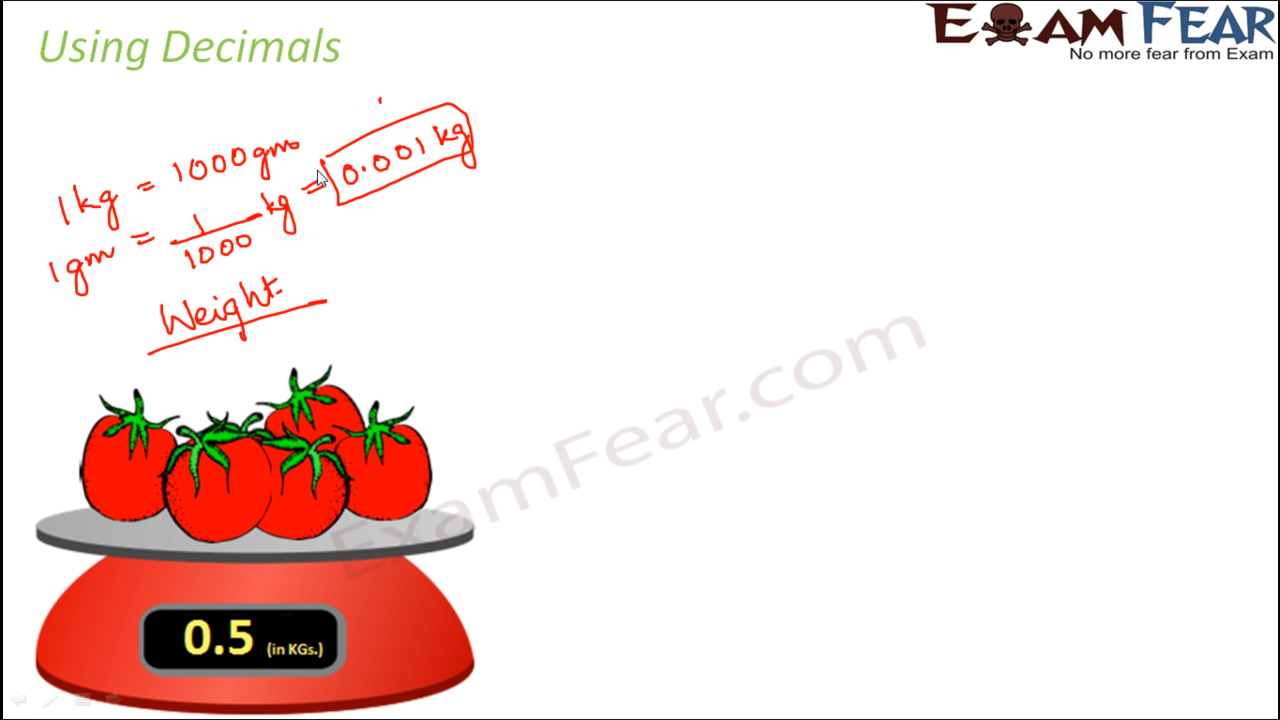 Using Decimals
EXAM FEAR
No more fear from Exam
1kg = 1000gm
1gm = 1/1000 kg = 0.001 kg
Weight
ExamFear.com
0.5 (in KGs.)